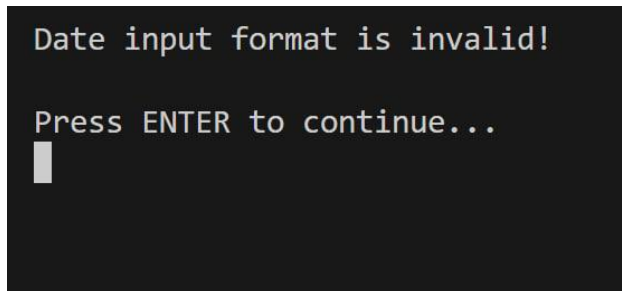 Date input format is invalid!
Press ENTER to continue...